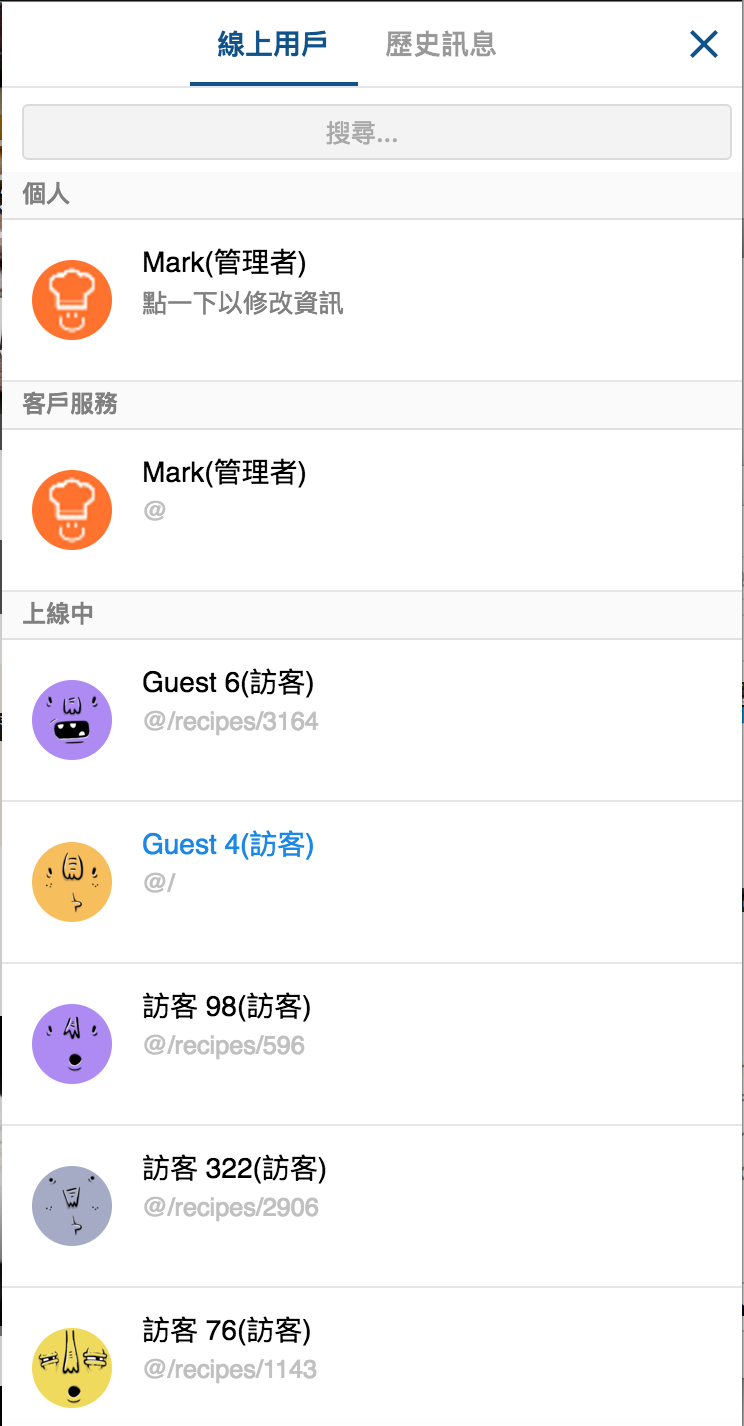 線上用戶 歷史訊息
搜尋...
個人
Mark(管理者)
點一下以修改資訊
客戶服務
Mark(管理者)
@
上線中
Guest 6(訪客)
@/recipes/3164
Guest 4(訪客)
@/
訪客 98(訪客)
@/recipes/596
訪客 322(訪客)
@/recipes/2906
訪客 76(訪客)
@/recipes/1143